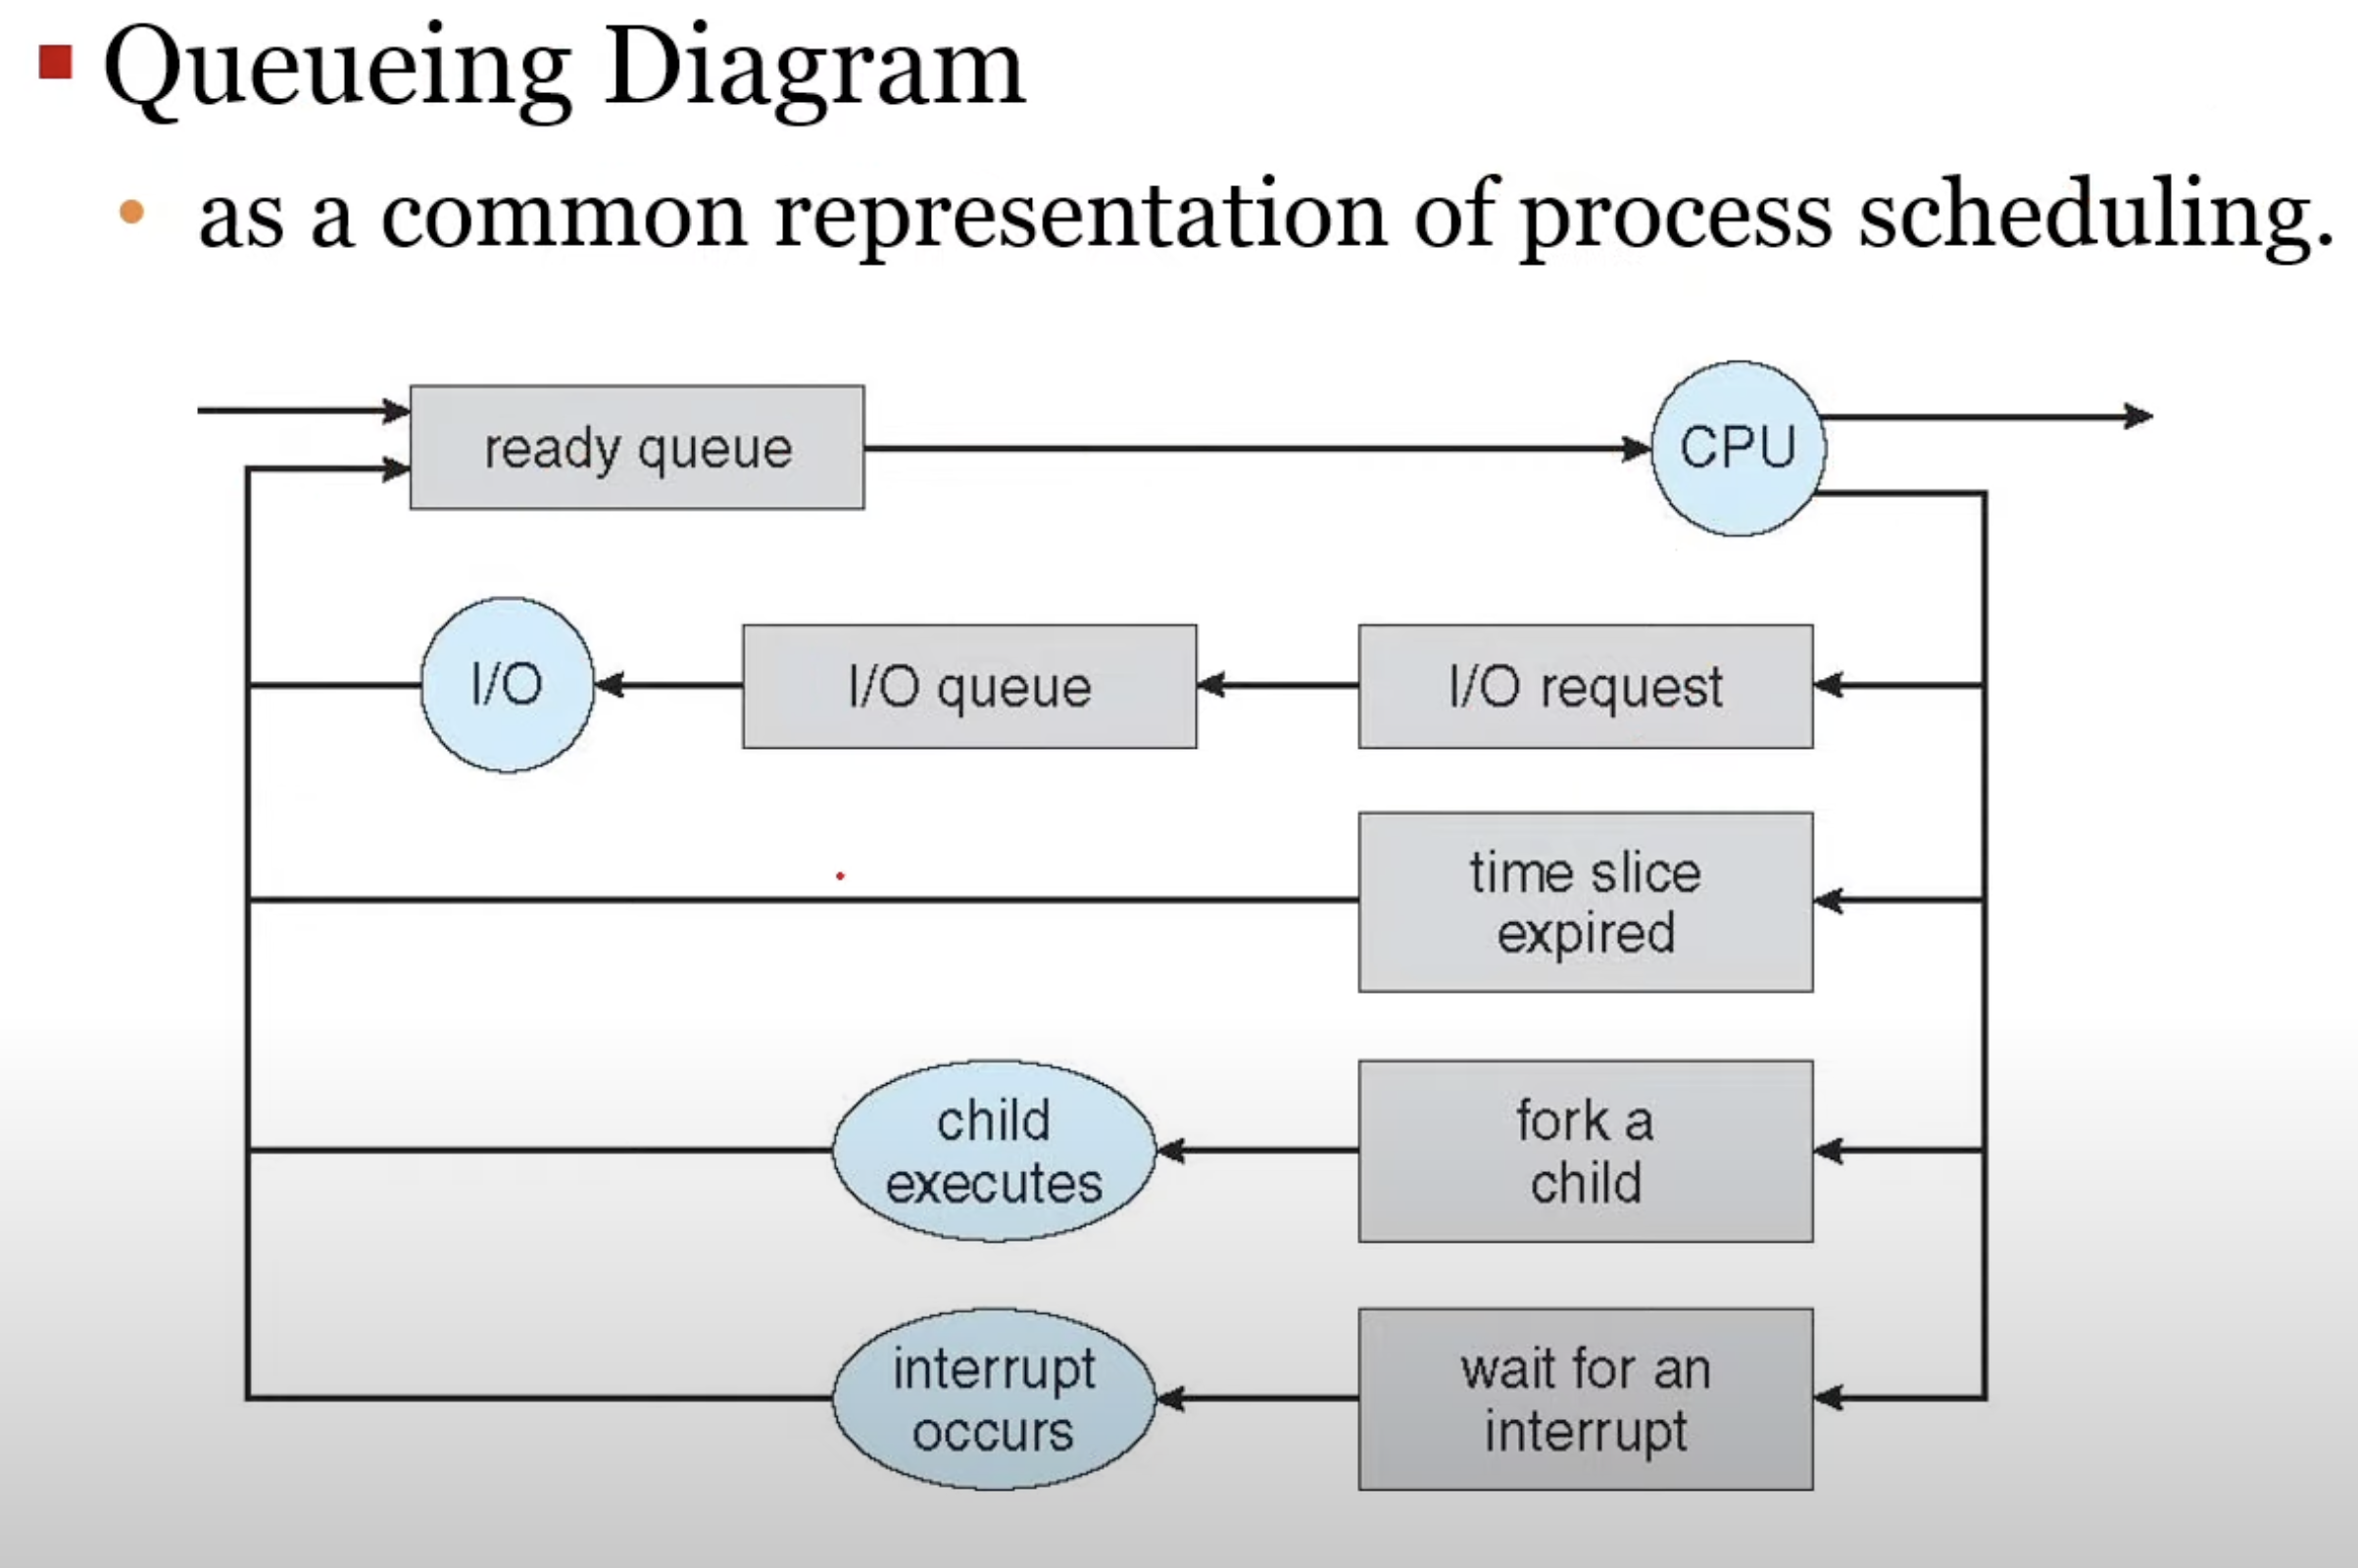 Queueing Diagram
as a common representation of process scheduling.
ready queue
CPU
I/O
I/O queue
I/O request
time slice
expired
child
executes
fork a
child
interrupt
occurs
wait for an
interrupt